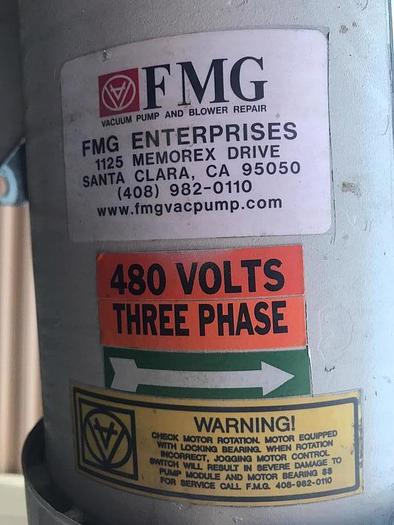 FMG
VACUUM PUMP AND BLOWER REPAIR
FMG ENTERPRISES
1125 MEMOREX DRIVE
SANTA CLARA, CA 95050
(408) 982-0110
www.fmgvacpump.com
480 VOLTS
THREE PHASE
WARNING!
CHECK MOTOR ROTATION. MOTOR EQUIPPED
WITH LOCKING BEARING. WHEN ROTATION
INCORRECT, JOGGING MOTOR CONTROL
SWITCH WILL RESULT IN SEVERE DAMAGE TO
PUMP MODULE AND MOTOR BEARING $$
FOR SERVICE CALL F.M.G. 408-982-0110